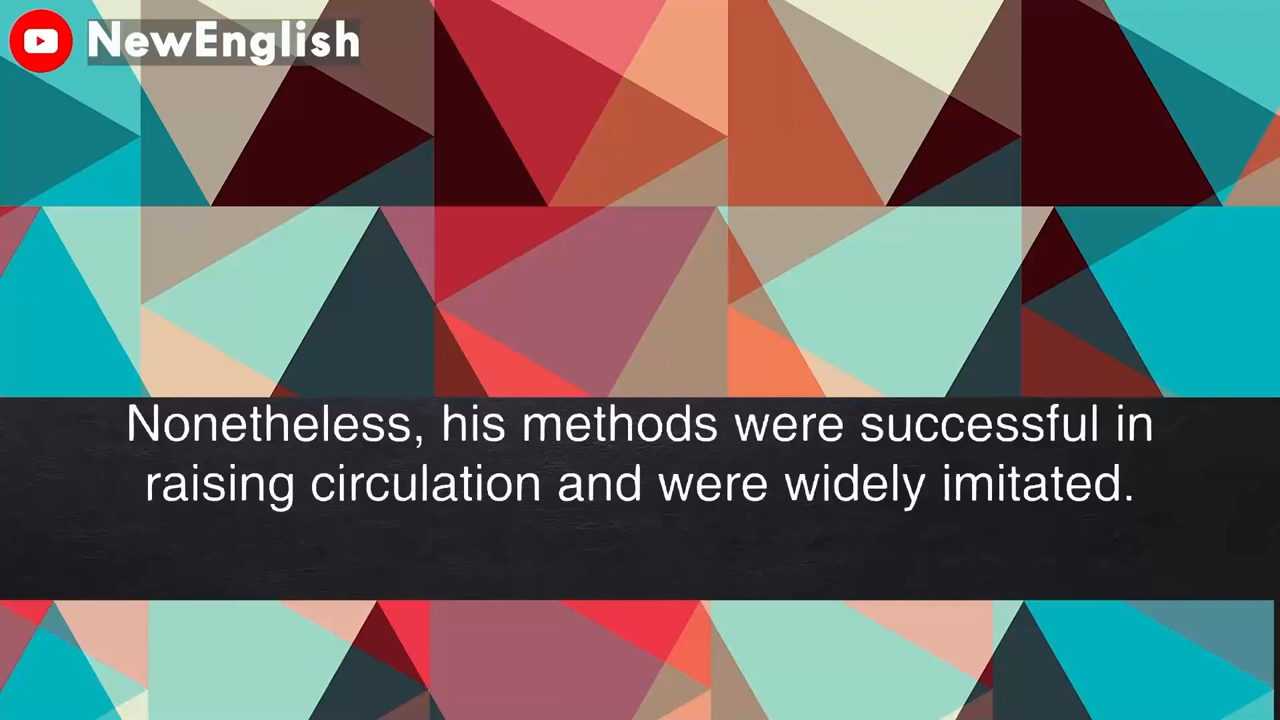 NewEnglish
Nonetheless, his methods were successful in
raising circulation and were widely imitated.